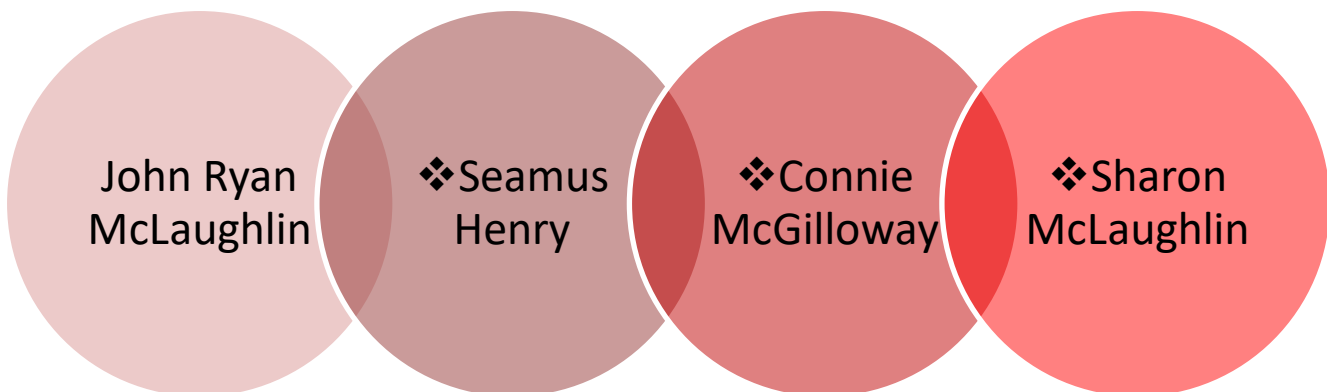 John Ryan
McLaughlin
❖Seamus
Henry
❖Connie
McGilloway
❖Sharon
McLaughlin